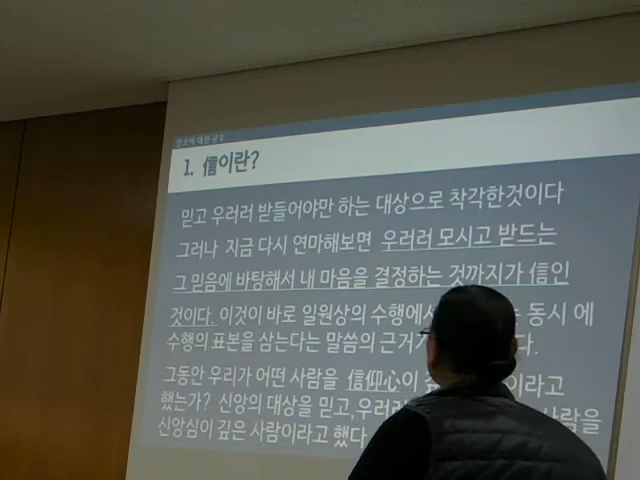 1. 信이란?
믿고 우러러 받들어야만 하는 대상으로 착각한것이다
그러나 지금 다시 연마해보면 우러러 모시고 받드는
그 믿음에 바탕해서 내 마음을 결정하는 것까지가 信인
것이다. 이것이 바로 일원상의 수행에서 동시 에
수행의 표본을 삼는다는 말씀의 근거가 다.
그동안 우리가 어떤 사람을 信仰心이 이라고
했는가? 신앙의 대상을 믿고, 우러러 사람을
신앙심이 깊은 사람이라고 했다